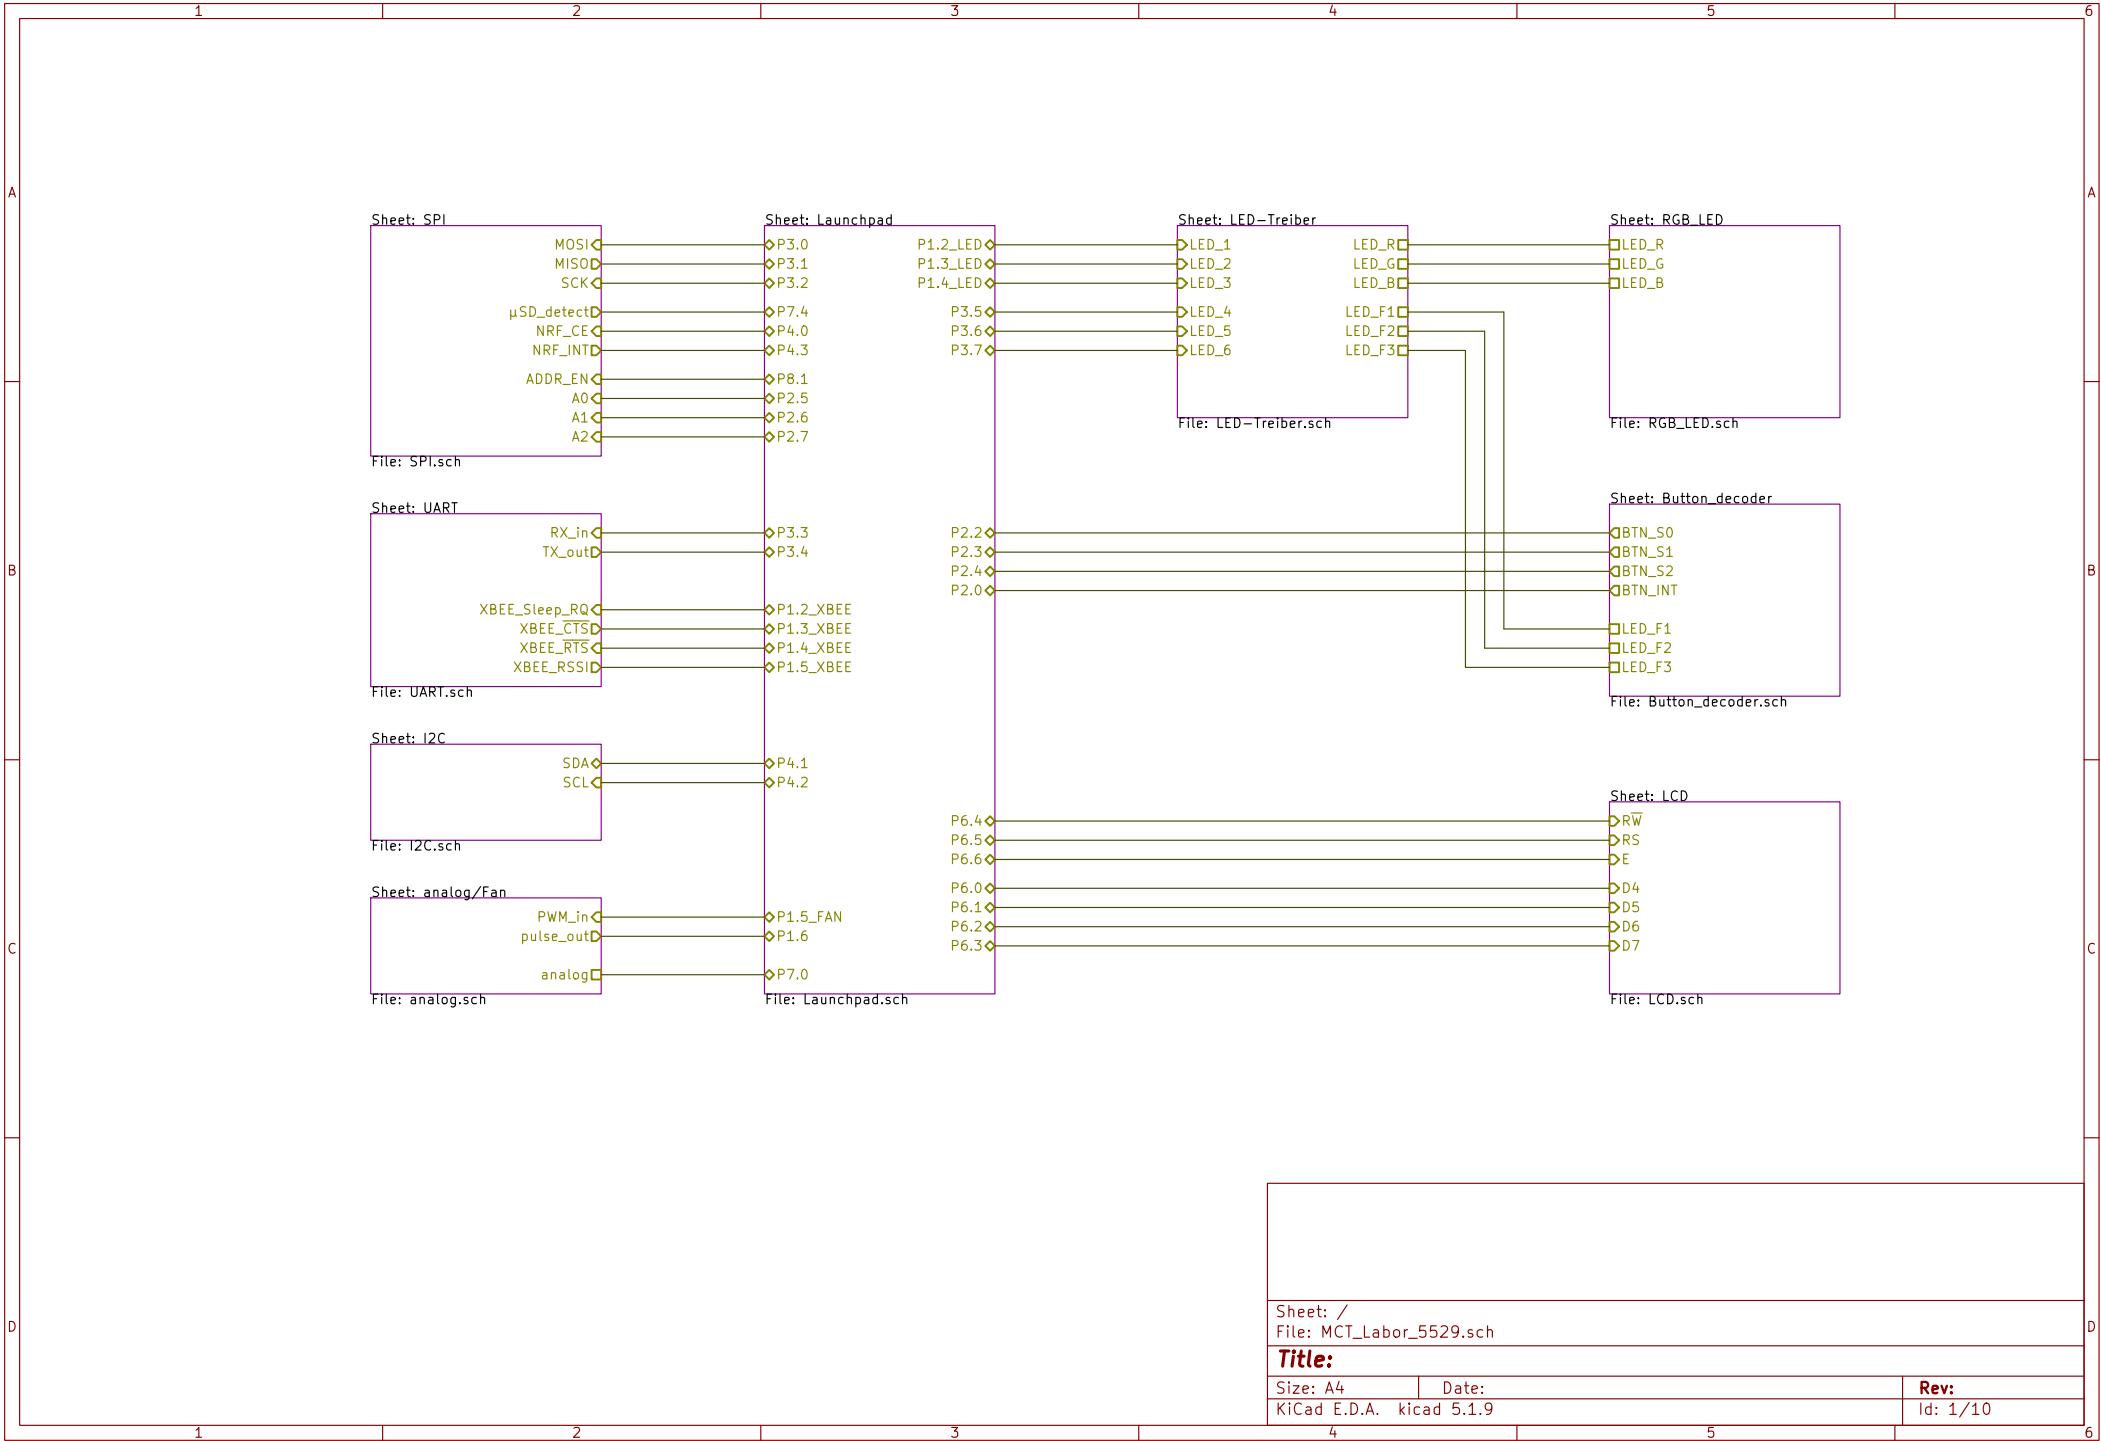 1 2 3 4 5 6
A A
B B
C C
D D
Sheet: SPI
MOSI
MISO
SCK
µSD_detect
NRF_CE
NRF_INT
ADDR_EN
A0
A1
A2
File: SPI.sch
Sheet: UART
RX_in
TX_out
XBEE_Sleep_RQ
XBEE_C̅T̅S̅
XBEE_R̅T̅S̅
XBEE_RSSI
File: UART.sch
Sheet: I2C
SDA
SCL
File: I2C.sch
Sheet: analog/Fan
PWM_in
pulse_out
analog
File: analog.sch
Sheet: Launchpad
P3.0
P3.1
P3.2
P7.4
P4.0
P4.3
P8.1
P2.5
P2.6
P2.7
P3.3
P3.4
P1.2_XBEE
P1.3_XBEE
P1.4_XBEE
P1.5_XBEE
P4.1
P4.2
P1.5_FAN
P1.6
P7.0
P1.2_LED
P1.3_LED
P1.4_LED
P3.5
P3.6
P3.7
P2.2
P2.3
P2.4
P2.0
P6.4
P6.5
P6.6
P6.0
P6.1
P6.2
P6.3
File: Launchpad.sch
Sheet: LED-Treiber
LED_1
LED_2
LED_3
LED_4
LED_5
LED_6
LED_R
LED_G
LED_B
LED_F1
LED_F2
LED_F3
File: LED-Treiber.sch
Sheet: RGB_LED
LED_R
LED_G
LED_B
File: RGB_LED.sch
Sheet: Button_decoder
BTN_S0
BTN_S1
BTN_S2
BTN_INT
LED_F1
LED_F2
LED_F3
File: Button_decoder.sch
Sheet: LCD
RW̅
RS
E
D4
D5
D6
D7
File: LCD.sch
Sheet: /
File: MCT_Labor_5529.sch
Title:
Size: A4 Date: Rev:
KiCad E.D.A. kicad 5.1.9 Id: 1/10
1 2 3 4 5 6